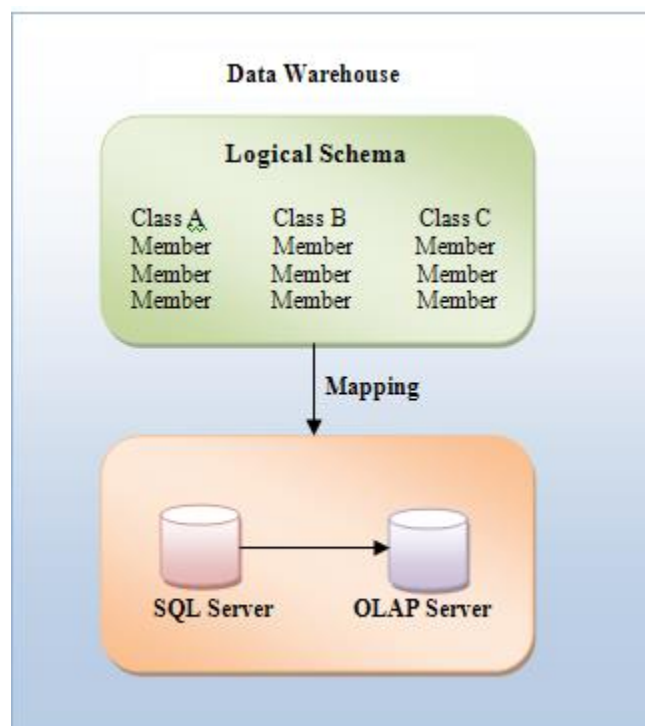 Data Warehouse
Logical Schema
Class A Class B Class C
Member Member Member
Member Member Member
Member Member Member
Mapping
SQL Server OLAP Server